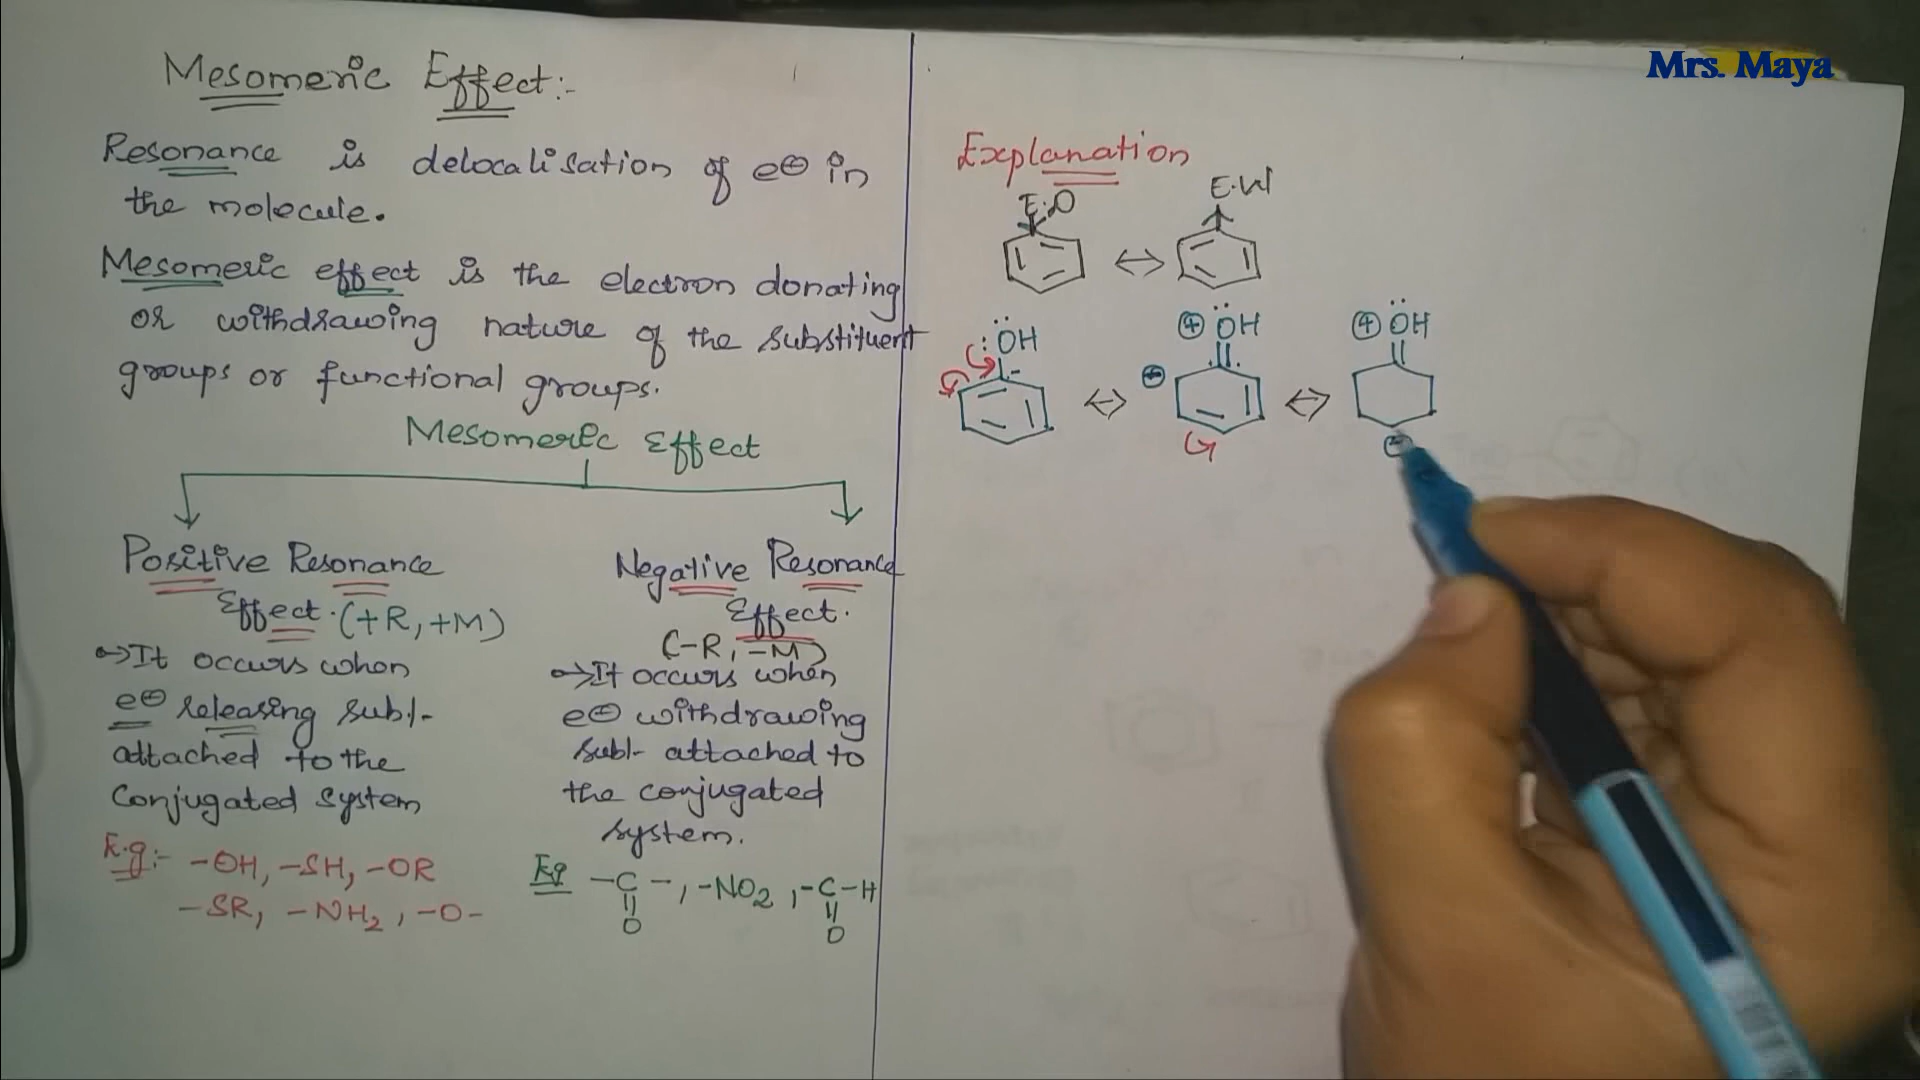 Mrs. Maya
Mesomeric Effect:-
Resonance is delocalisation of e⊖ in
the molecule.
Mesomeric effect is the electron donating
or withdrawing nature of the substituent
groups or functional groups.
Mesomeric Effect
Positive Resonance
Effect. (+R, +M)
→It occurs when
e⊖ releasing subt-
attached to the
Conjugated System
E.g:- -OH, -SH, -OR
-SR, -NH2, -O-
Negative Resonance
Effect.
(-R, -M)
→It occurs when
e⊖ withdrawing
subt- attached to
the conjugated
system.
Eg -C-, -NO2, -C-H
O O
Explanation
E.D E.W
:ÖH ⊕ ÖH ⊕ ÖH
⊖